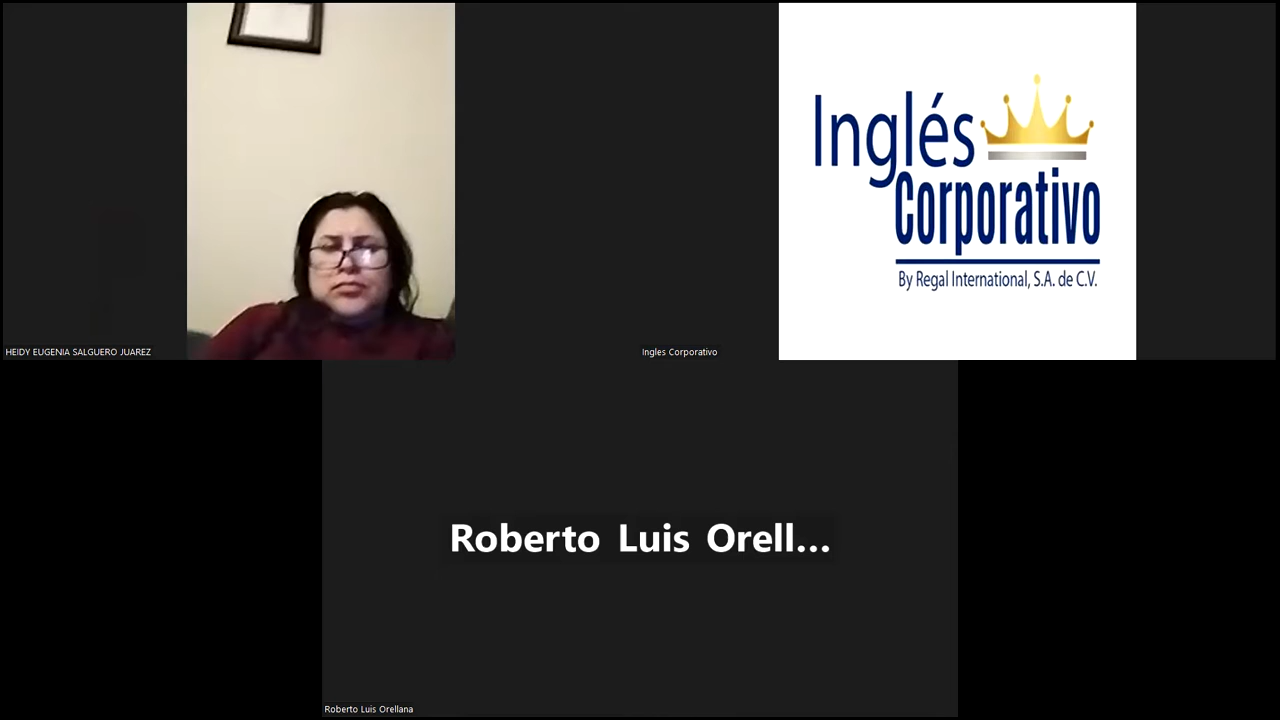 Inglés
Corporativo
By Regal International, S.A. de C.V.
HEIDY EUGENIA SALGUERO JUAREZ
Ingles Corporativo
Roberto Luis Orell...
Roberto Luis Orellana